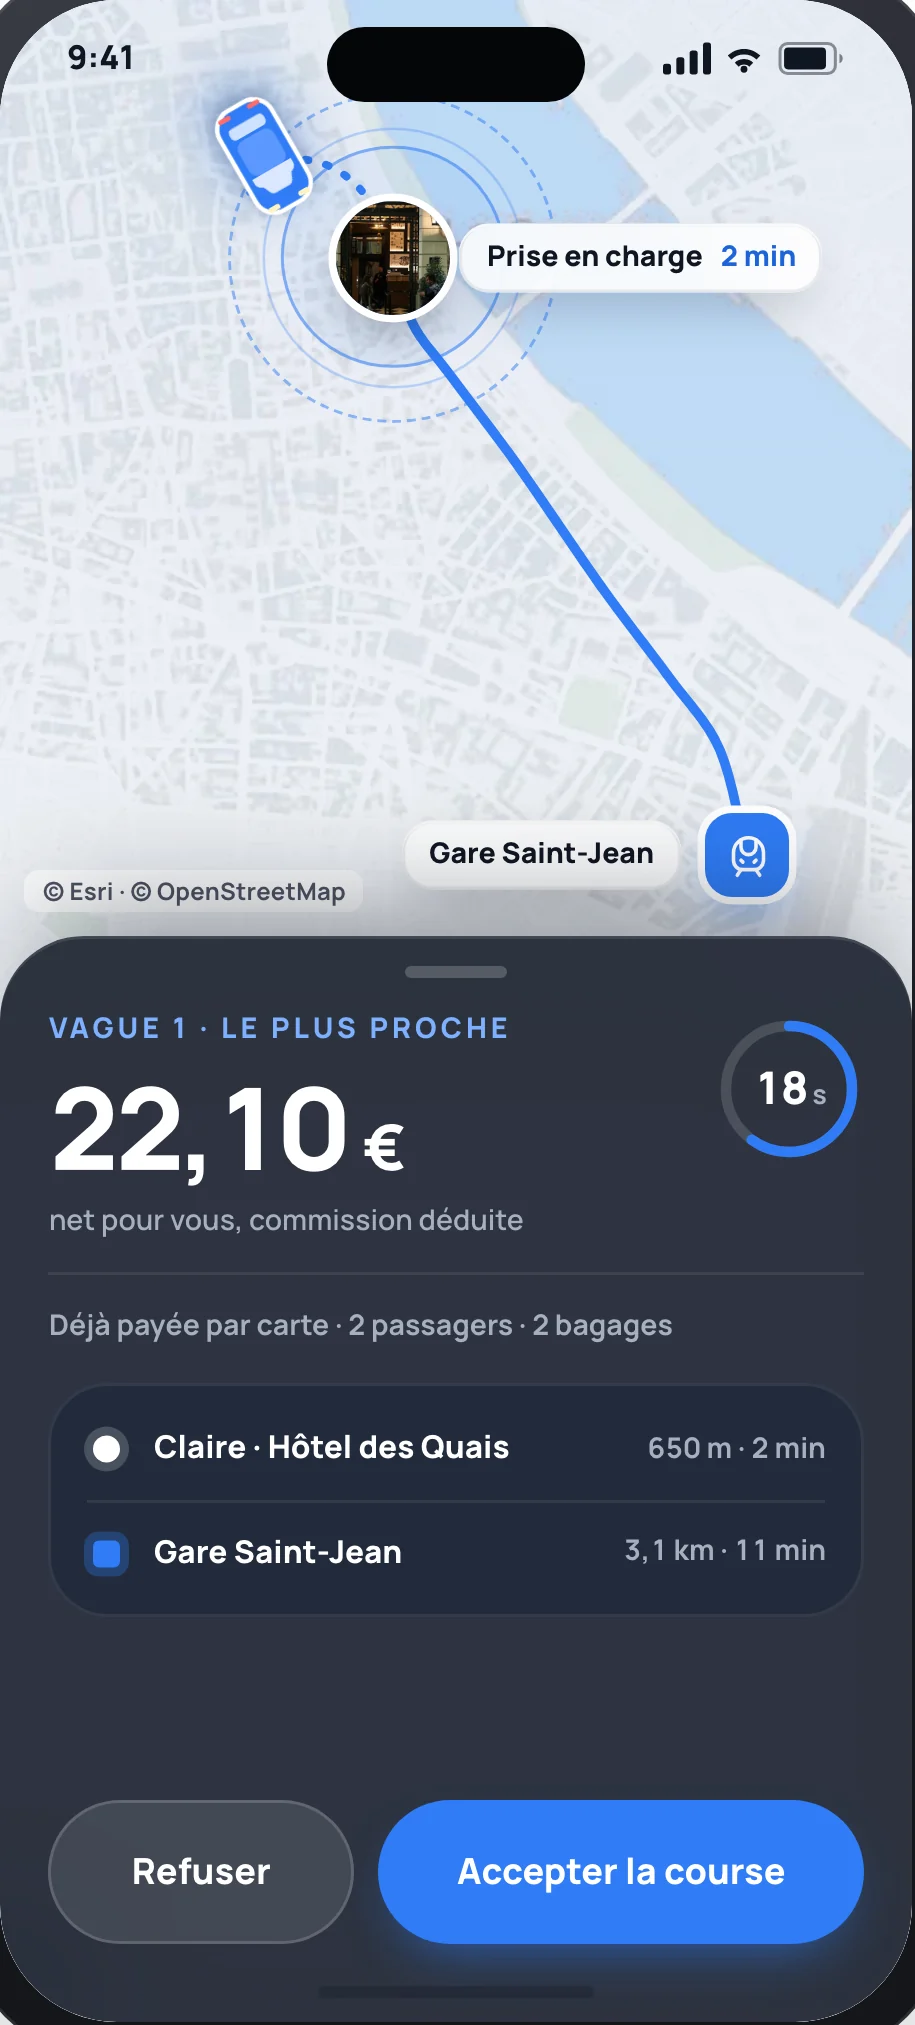 9:41
Prise en charge 2 min
Gare Saint-Jean
© Esri · © OpenStreetMap
VAGUE 1 · LE PLUS PROCHE
22,10 €
18 s
net pour vous, commission déduite
Déjà payée par carte · 2 passagers · 2 bagages
Claire · Hôtel des Quais 650 m · 2 min
Gare Saint-Jean 3,1 km · 11 min
Refuser Accepter la course